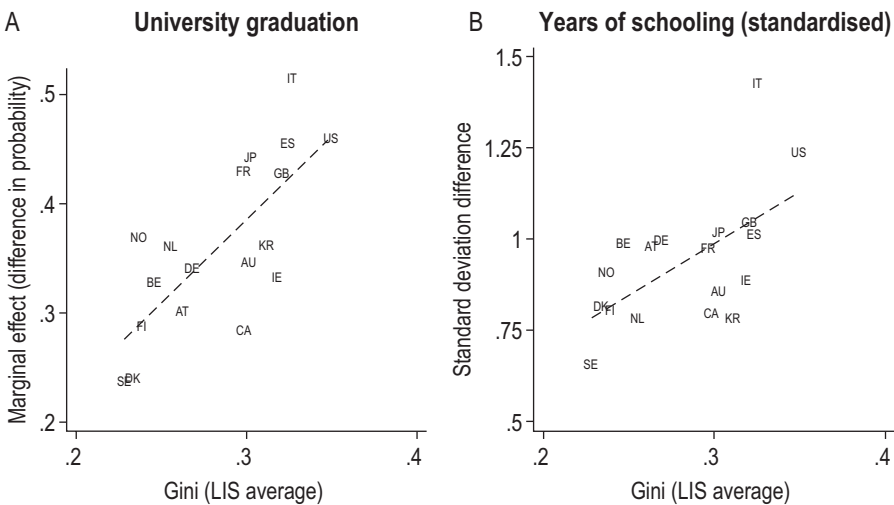 A University graduation
Marginal effect (difference in probability)
.5
.4
.3
.2
IT
US
ES
JP
FR
GB
NO
NL
KR
DE
AU
IE
BN
AT
FI
CA
SE
DK
.2 .3 .4
Gini (LIS average)
B Years of schooling (standardised)
Standard deviation difference
1.5
1.25
1
.75
.5
IT
US
GB
JP
ES
BN
AT
DE
FR
NO
IE
AU
DK
FI
CA
NL
KR
SE
.2 .3 .4
Gini (LIS average)